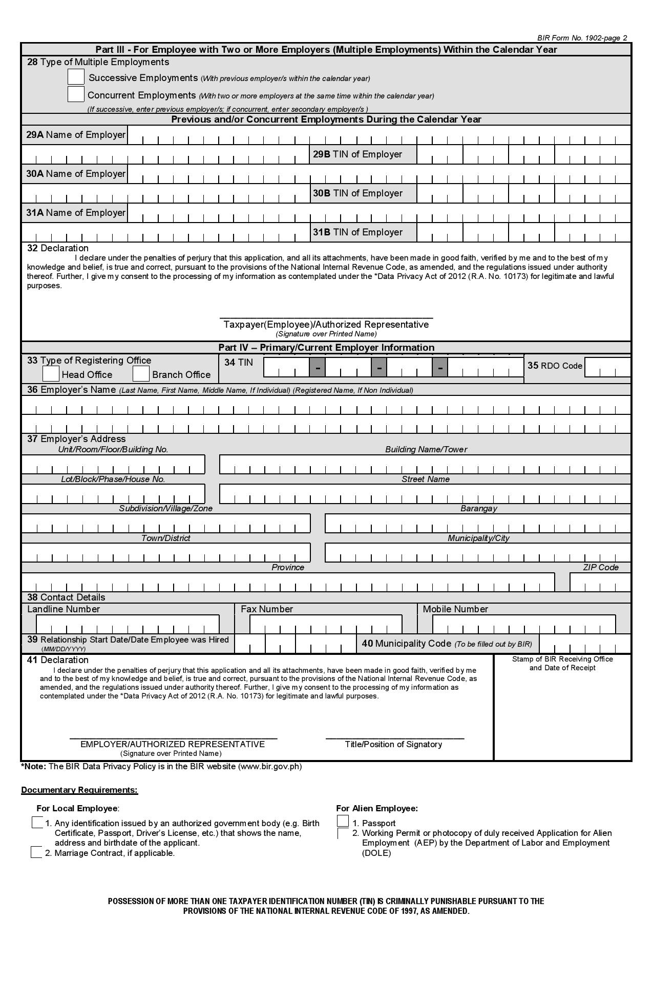 BIR Form No. 1902-page 2
Part III - For Employee with Two or More Employers (Multiple Employments) Within the Calendar Year
28 Type of Multiple Employments
Successive Employments (With previous employer/s within the calendar year)
Concurrent Employments (With two or more employers at the same time within the calendar year)
(If successive, enter previous employer/s; if concurrent, enter secondary employer/s )
Previous and/or Concurrent Employments During the Calendar Year
29A Name of Employer
29B TIN of Employer
30A Name of Employer
30B TIN of Employer
31A Name of Employer
31B TIN of Employer
32 Declaration
I declare under the penalties of perjury that this application, and all its attachments, have been made in good faith, verified by me and to the best of my
knowledge and belief, is true and correct, pursuant to the provisions of the National Internal Revenue Code, as amended, and the regulations issued under authority
thereof. Further, I give my consent to the processing of my information as contemplated under the *Data Privacy Act of 2012 (R.A. No. 10173) for legitimate and lawful
purposes.
Taxpayer(Employee)/Authorized Representative
(Signature over Printed Name)
Part IV – Primary/Current Employer Information
33 Type of Registering Office
34 TIN - - -
35 RDO Code
Head Office Branch Office
36 Employer's Name (Last Name, First Name, Middle Name, If Individual) (Registered Name, If Non Individual)
37 Employer's Address
Unit/Room/Floor/Building No. Building Name/Tower
Lot/Block/Phase/House No. Street Name
Subdivision/Village/Zone Barangay
Town/District Municipality/City
Province ZIP Code
38 Contact Details
Landline Number Fax Number Mobile Number
39 Relationship Start Date/Date Employee was Hired
(MM/DD/YYYY)
40 Municipality Code (To be filled out by BIR)
41 Declaration
I declare under the penalties of perjury that this application and all its attachments, have been made in good faith, verified by me
and to the best of my knowledge and belief, is true and correct, pursuant to the provisions of the National Internal Revenue Code, as
amended, and the regulations issued under authority thereof. Further, I give my consent to the processing of my information as
contemplated under the *Data Privacy Act of 2012 (R.A. No. 10173) for legitimate and lawful purposes.
EMPLOYER/AUTHORIZED REPRESENTATIVE
(Signature over Printed Name)
Title/Position of Signatory
Stamp of BIR Receiving Office
and Date of Receipt
*Note: The BIR Data Privacy Policy is in the BIR website (www.bir.gov.ph)
Documentary Requirements:
For Local Employee:
1. Any identification issued by an authorized government body (e.g. Birth
Certificate, Passport, Driver's License, etc.) that shows the name,
address and birthdate of the applicant.
2. Marriage Contract, if applicable.
For Alien Employee:
1. Passport
2. Working Permit or photocopy of duly received Application for Alien
Employment (AEP) by the Department of Labor and Employment
(DOLE)
POSSESSION OF MORE THAN ONE TAXPAYER IDENTIFICATION NUMBER (TIN) IS CRIMINALLY PUNISHABLE PURSUANT TO THE
PROVISIONS OF THE NATIONAL INTERNAL REVENUE CODE OF 1997, AS AMENDED.